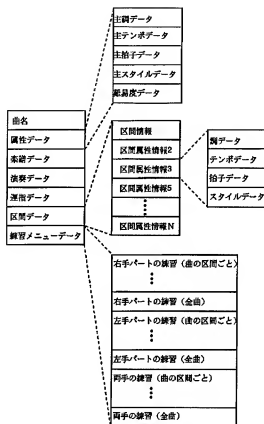 主調データ
主テンポデータ
主拍子データ
主スタイルデータ
難易度データ
曲名
属性データ
楽譜データ
演奏データ
運指データ
区間データ
練習メニューデータ
区間情報
区間属性情報2
区間属性情報3
区間属性情報5
区間属性情報N
調データ
テンポデータ
拍子データ
スタイルデータ
右手パートの練習（曲の区間ごと）
右手パートの練習（全曲）
左手パートの練習（曲の区間ごと）
左手パートの練習（全曲）
両手の練習（曲の区間ごと）
両手の練習（全曲）